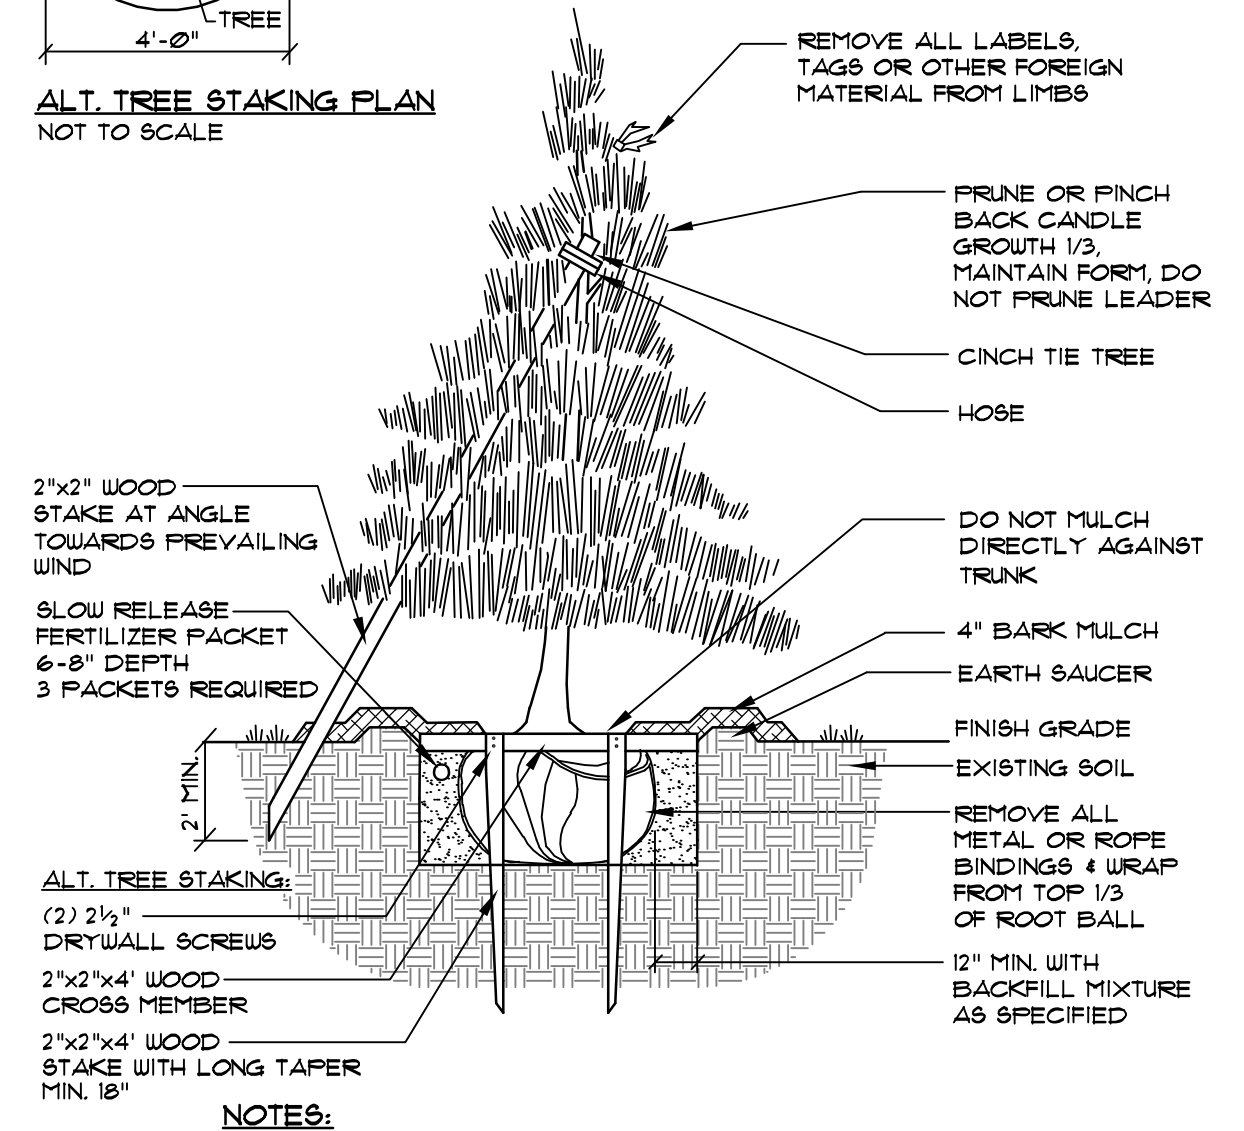 TREE
4'-0"
ALT. TREE STAKING PLAN
NOT TO SCALE
REMOVE ALL LABELS,
TAGS OR OTHER FOREIGN
MATERIAL FROM LIMBS
PRUNE OR PINCH
BACK CANDLE
GROWTH 1/3,
MAINTAIN FORM, DO
NOT PRUNE LEADER
CINCH TIE TREE
HOSE
2"x2" WOOD
STAKE AT ANGLE
TOWARDS PREVAILING
WIND
SLOW RELEASE
FERTILIZER PACKET
6-8" DEPTH
3 PACKETS REQUIRED
DO NOT MULCH
DIRECTLY AGAINST
TRUNK
4" BARK MULCH
EARTH SAUCER
FINISH GRADE
EXISTING SOIL
2' MIN.
REMOVE ALL
METAL OR ROPE
BINDINGS & WRAP
FROM TOP 1/3
OF ROOT BALL
12" MIN. WITH
BACKFILL MIXTURE
AS SPECIFIED
ALT. TREE STAKING:
(2) 2½"
DRYWALL SCREWS
2"x2"x4' WOOD
CROSS MEMBER
2"x2"x4' WOOD
STAKE WITH LONG TAPER
MIN. 18"
NOTES: